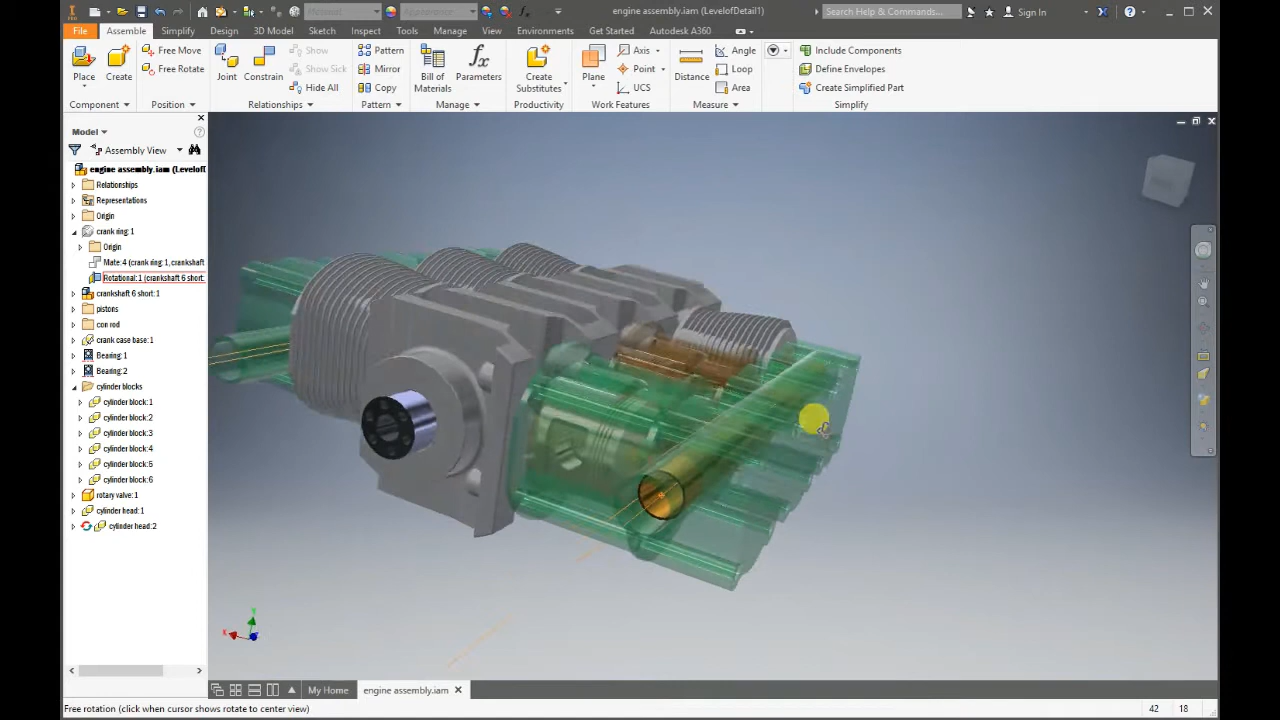 PRO
Material
Appearance
fx
engine assembly.iam (LevelofDetail1)
Search Help & Commands...
Sign In
File
Assemble
Simplify
Design
3D Model
Sketch
Inspect
Tools
Manage
View
Environments
Get Started
Autodesk A360
Place
Create
Free Move
Free Rotate
Component
Position
Joint
Constrain
Show
Show Sick
Hide All
Relationships
Pattern
Mirror
Copy
Pattern
Bill of Materials
Parameters
Manage
Create Substitutes
Productivity
Plane
Axis
Point
UCS
Work Features
Distance
Angle
Loop
Area
Measure
Include Components
Define Envelopes
Create Simplified Part
Simplify
Model
Assembly View
engine assembly.iam (LevelofD
Relationships
Representations
Origin
crank ring:1
Origin
Mate:4 (crank ring:1,crankshaft
Rotational:1 (crankshaft 6 short:
crankshaft 6 short:1
pistons
con rod
crank case base:1
Bearing:1
Bearing:2
cylinder blocks
cylinder block:1
cylinder block:2
cylinder block:3
cylinder block:4
cylinder block:5
cylinder block:6
rotary valve:1
cylinder head:1
cylinder head:2
My Home
engine assembly.iam
Free rotation (click when cursor shows rotate to center view)
42
18